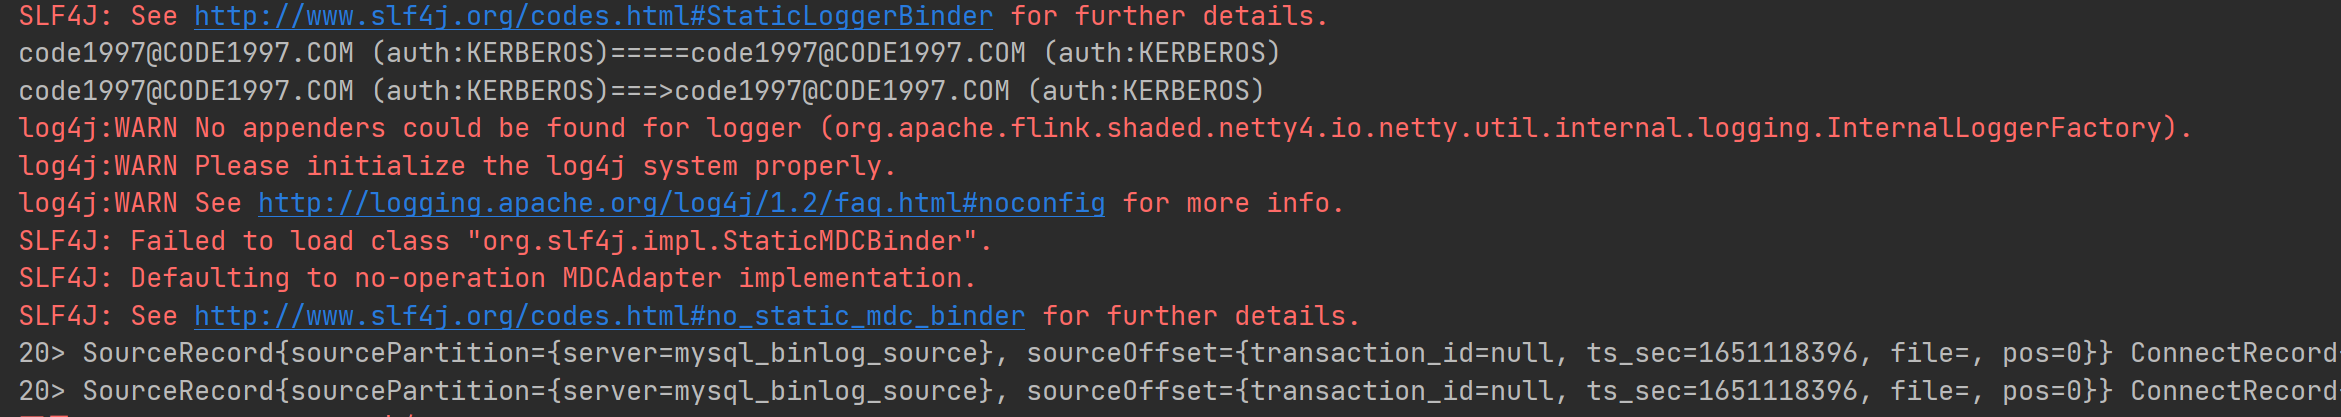 SLF4J: See http://www.slf4j.org/codes.html#StaticLoggerBinder for further details.
code1997@CODE1997.COM (auth:KERBEROS)=====code1997@CODE1997.COM (auth:KERBEROS)
code1997@CODE1997.COM (auth:KERBEROS)===>code1997@CODE1997.COM (auth:KERBEROS)
log4j:WARN No appenders could be found for logger (org.apache.flink.shaded.netty4.io.netty.util.internal.logging.InternalLoggerFactory).
log4j:WARN Please initialize the log4j system properly.
log4j:WARN See http://logging.apache.org/log4j/1.2/faq.html#noconfig for more info.
SLF4J: Failed to load class "org.slf4j.impl.StaticMDCBinder".
SLF4J: Defaulting to no-operation MDCAdapter implementation.
SLF4J: See http://www.slf4j.org/codes.html#no_static_mdc_binder for further details.
20> SourceRecord{sourcePartition={server=mysql_binlog_source}, sourceOffset={transaction_id=null, ts_sec=1651118396, file=, pos=0}} ConnectRecord
20> SourceRecord{sourcePartition={server=mysql_binlog_source}, sourceOffset={transaction_id=null, ts_sec=1651118396, file=, pos=0}} ConnectRecord